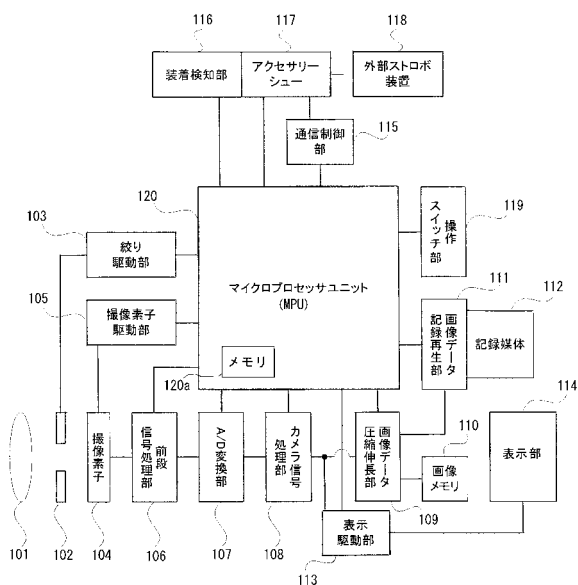 116
117
118
装着検知部
アクセサリー
シュー
外部ストロボ
装置
通信制御
部
115
120
103
絞り
駆動部
操作
スイッチ部
119
マイクロプロセッサユニット
(MPU)
105
撮像素子
駆動部
111
112
画像データ
記録再生部
記録媒体
メモリ
120a
114
撮像素子
前段
信号処理部
A/D変換部
カメラ信号
処理部
画像データ
圧縮伸長部
110
画像
メモリ
表示部
101
102
104
106
107
108
109
表示
駆動部
113